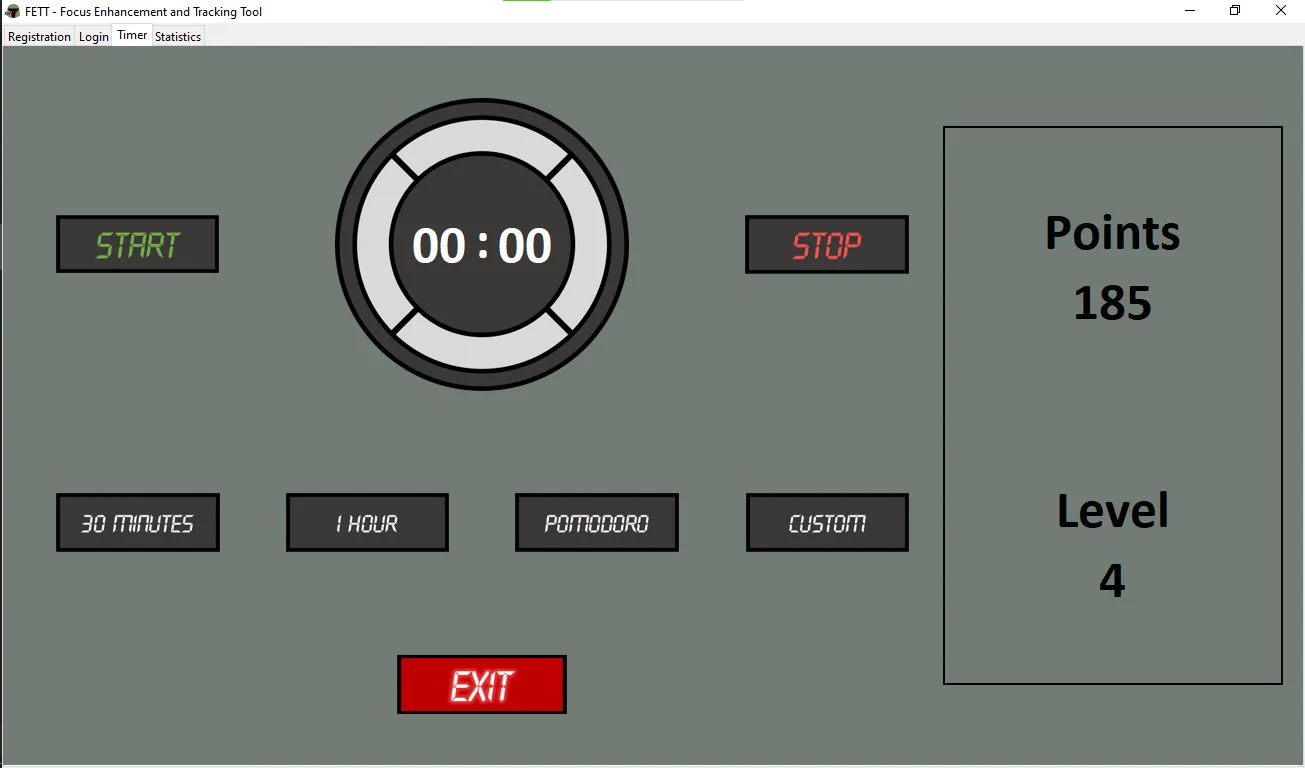 FETT - Focus Enhancement and Tracking Tool
Registration Login Timer Statistics
START
00 : 00
STOP
Points
185
30 MINUTES
1 HOUR
POMODORO
CUSTOM
Level
4
EXIT